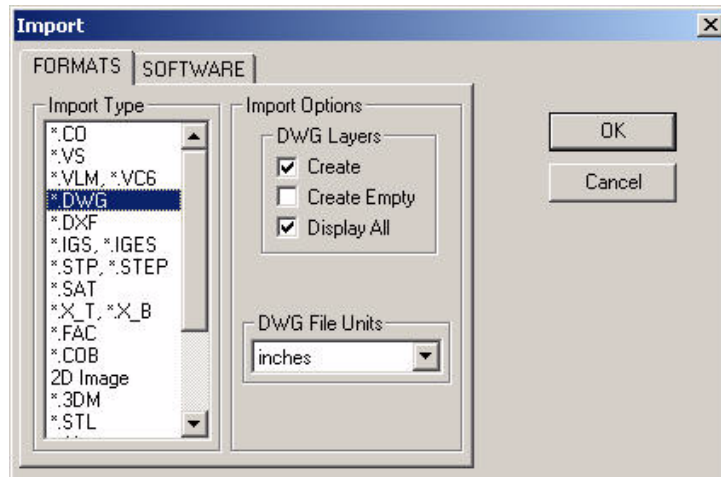 Import
FORMATS
SOFTWARE
Import Type
*.CO
*.VS
*.VLM, *.VC6
*.DWG
*.DXF
*.IGS, *.IGES
*.STP, *.STEP
*.SAT
*.X_T, *.X_B
*.FAC
*.COB
2D Image
*.3DM
*.STL
Import Options
DWG Layers
Create
Create Empty
Display All
DWG File Units
inches
OK
Cancel